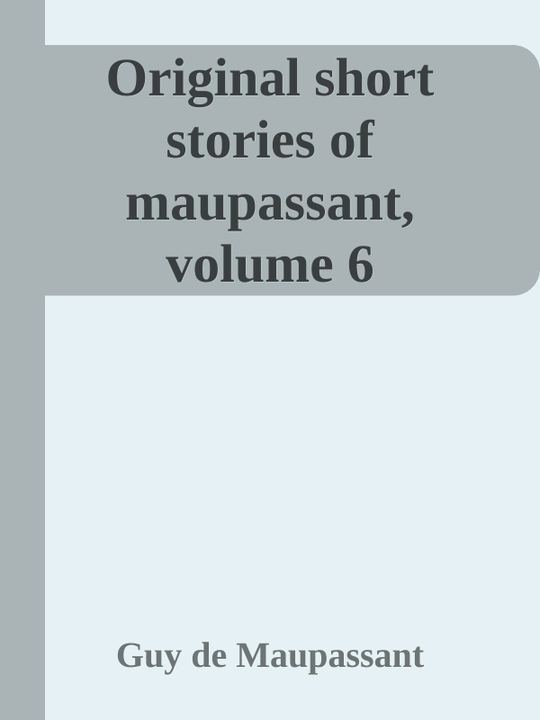 Original short
stories of
maupassant,
volume 6
Guy de Maupassant